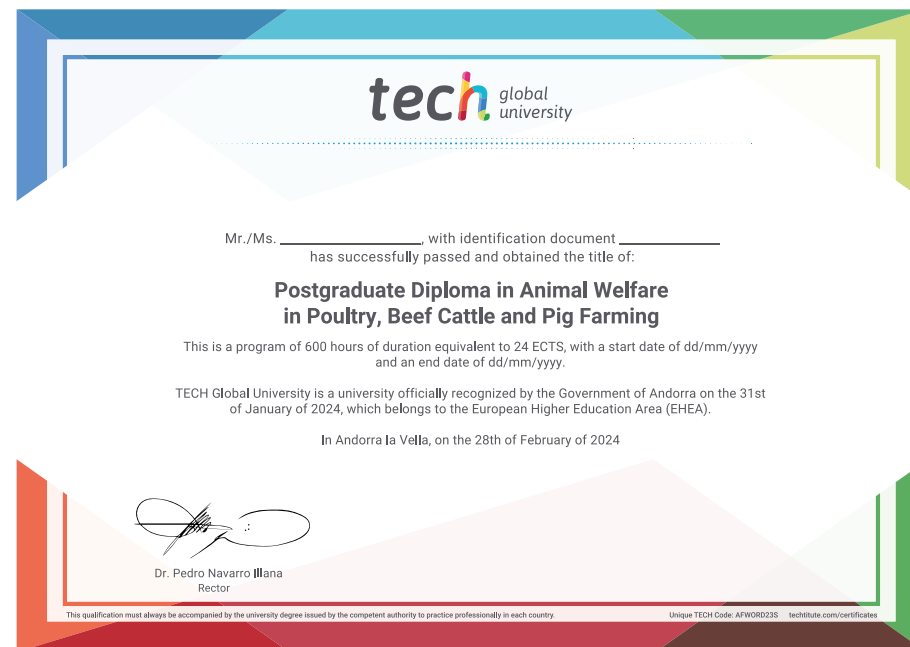 tech global university
Mr./Ms. ____________________, with identification document ______________
has successfully passed and obtained the title of:
Postgraduate Diploma in Animal Welfare
in Poultry, Beef Cattle and Pig Farming
This is a program of 600 hours of duration equivalent to 24 ECTS, with a start date of dd/mm/yyyy
and an end date of dd/mm/yyyy.
TECH Global University is a university officially recognized by the Government of Andorra on the 31st
of January of 2024, which belongs to the European Higher Education Area (EHEA).
In Andorra la Vella, on the 28th of February of 2024
Dr. Pedro Navarro Illana
Rector
This qualification must always be accompanied by the university degree issued by the competent authority to practice professionally in each country.
Unique TECH Code: AFWORD23S techtitute.com/certificates